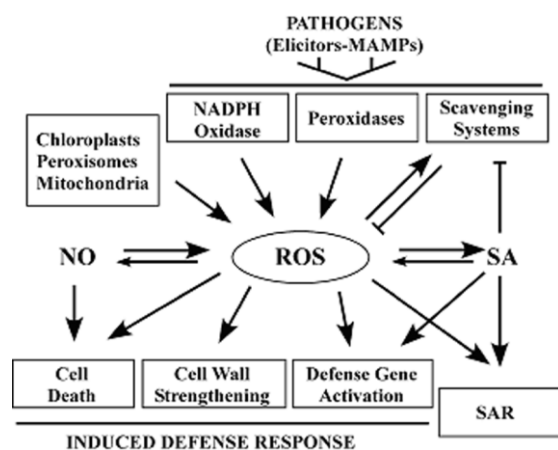 PATHOGENS
(Elicitors-MAMPs)
NADPH
Oxidase
Peroxidases
Scavenging
Systems
Chloroplasts
Peroxisomes
Mitochondria
NO
ROS
SA
Cell
Death
Cell Wall
Strengthening
Defense Gene
Activation
SAR
INDUCED DEFENSE RESPONSE